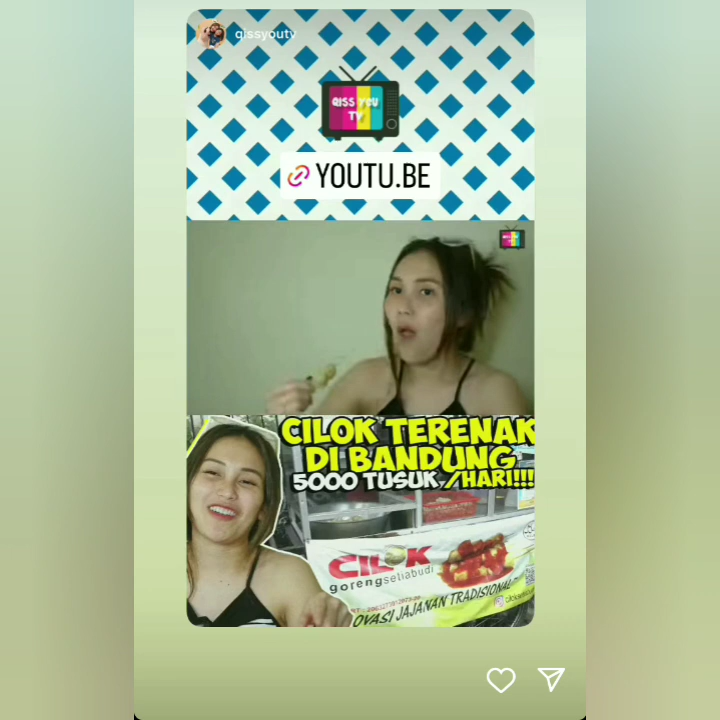 qissyoutv
QISS YOU
TV
YOUTU.BE
CILOK TERENAK
DI BANDUNG
5000 TUSUK /HARI!!!
CILOK
gorengsetiabudi
OVASI JAJANAN TRADISIONAL